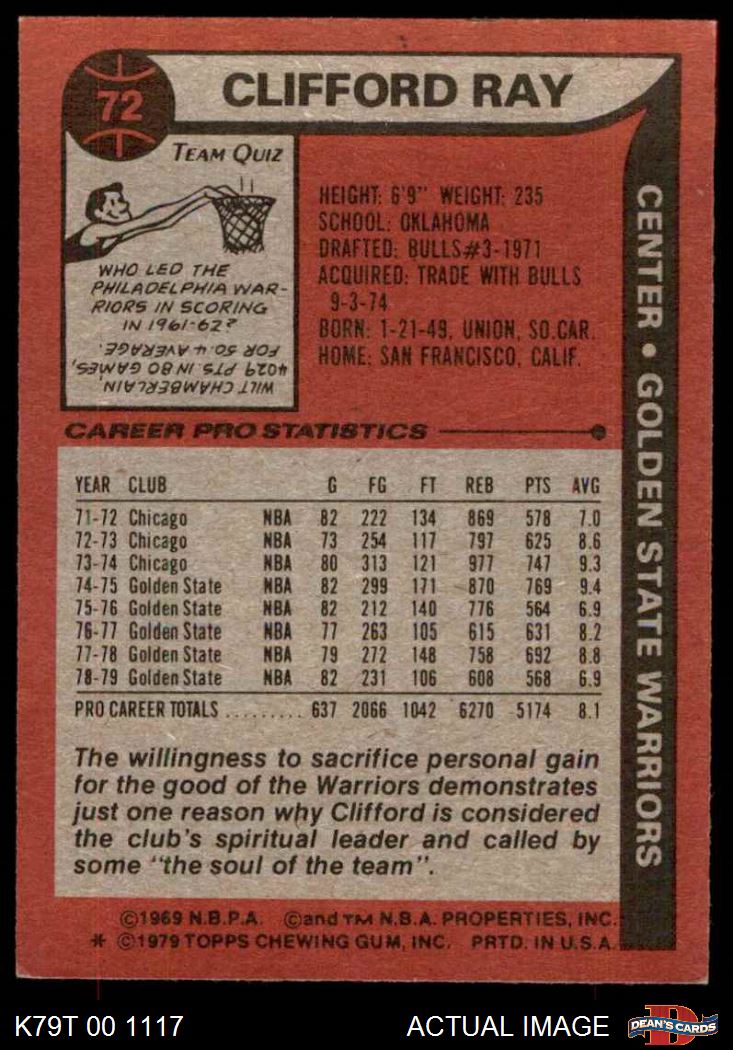 72
CLIFFORD RAY
TEAM QUIZ
WHO LED THE
PHILADELPHIA WAR-
RIORS IN SCORING
IN 1961-62?
WILT CHAMBERLAIN,
4029 PTS. IN 80 GAMES,
FOR 50.4 AVERAGE.
HEIGHT: 6'9" WEIGHT: 235
SCHOOL: OKLAHOMA
DRAFTED: BULLS#3-1971
ACQUIRED: TRADE WITH BULLS
9-3-74
BORN: 1-21-49, UNION, SO.CAR.
HOME: SAN FRANCISCO, CALIF.
CENTER • GOLDEN STATE WARRIORS
CAREER PRO STATISTICS
YEAR CLUB G FG FT REB PTS AVG
71-72 Chicago NBA 82 222 134 869 578 7.0
72-73 Chicago NBA 73 254 117 797 625 8.6
73-74 Chicago NBA 80 313 121 977 747 9.3
74-75 Golden State NBA 82 299 171 870 769 9.4
75-76 Golden State NBA 82 212 140 776 564 6.9
76-77 Golden State NBA 77 263 105 615 631 8.2
77-78 Golden State NBA 79 272 148 758 692 8.8
78-79 Golden State NBA 82 231 106 608 568 6.9
PRO CAREER TOTALS ......... 637 2066 1042 6270 5174 8.1
The willingness to sacrifice personal gain
for the good of the Warriors demonstrates
just one reason why Clifford is considered
the club's spiritual leader and called by
some "the soul of the team".
©1969 N.B.P.A. ©and TM N.B.A. PROPERTIES, INC.
* ©1979 TOPPS CHEWING GUM, INC. PRTD. IN U.S.A.
K79T 00 1117 ACTUAL IMAGE
DEAN'S CARDS